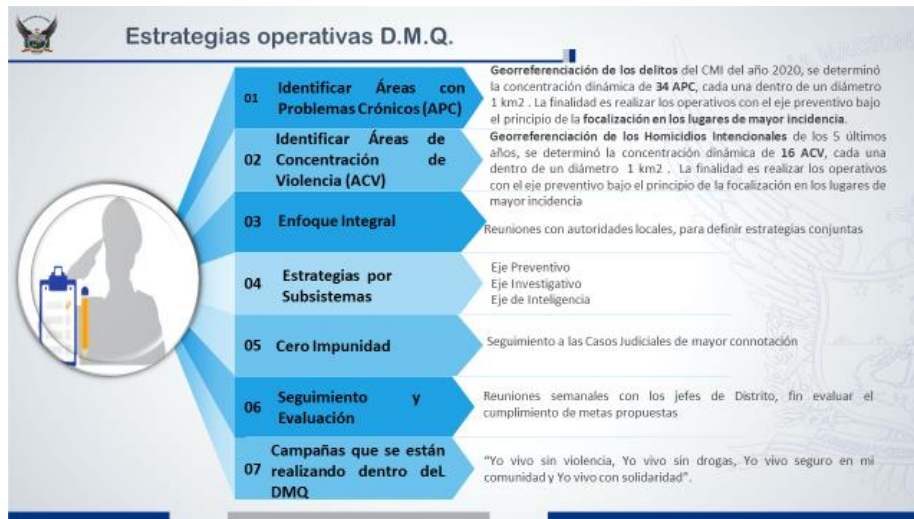 Estrategias operativas D.M.Q.
01
Identificar Áreas con
Problemas Crónicos (APC)
Georreferenciación de los delitos del CMI del año 2020, se determinó
la concentración dinámica de 34 APC, cada una dentro de un diámetro
1 km2 . La finalidad es realizar los operativos con el eje preventivo bajo
el principio de la focalización en los lugares de mayor incidencia.
02
Identificar Áreas de
Concentración de
Violencia (ACV)
Georreferenciación de los Homicidios Intencionales de los 5 últimos
años, se determinó la concentración dinámica de 16 ACV, cada una
dentro de un diámetro 1 km2 . La finalidad es realizar los operativos
con el eje preventivo bajo el principio de la focalización en los lugares de
mayor incidencia
03
Enfoque Integral
Reuniones con autoridades locales, para definir estrategias conjuntas
04
Estrategias por
Subsistemas
Eje Preventivo
Eje Investigativo
Eje de Inteligencia
05
Cero Impunidad
Seguimiento a las Casos Judiciales de mayor connotación
06
Seguimiento y
Evaluación
Reuniones semanales con los jefes de Distrito, fin evaluar el
cumplimiento de metas propuestas
07
Campañas que se están
realizando dentro deL
DMQ
“Yo vivo sin violencia, Yo vivo sin drogas, Yo vivo seguro en mi
comunidad y Yo vivo con solidaridad”.